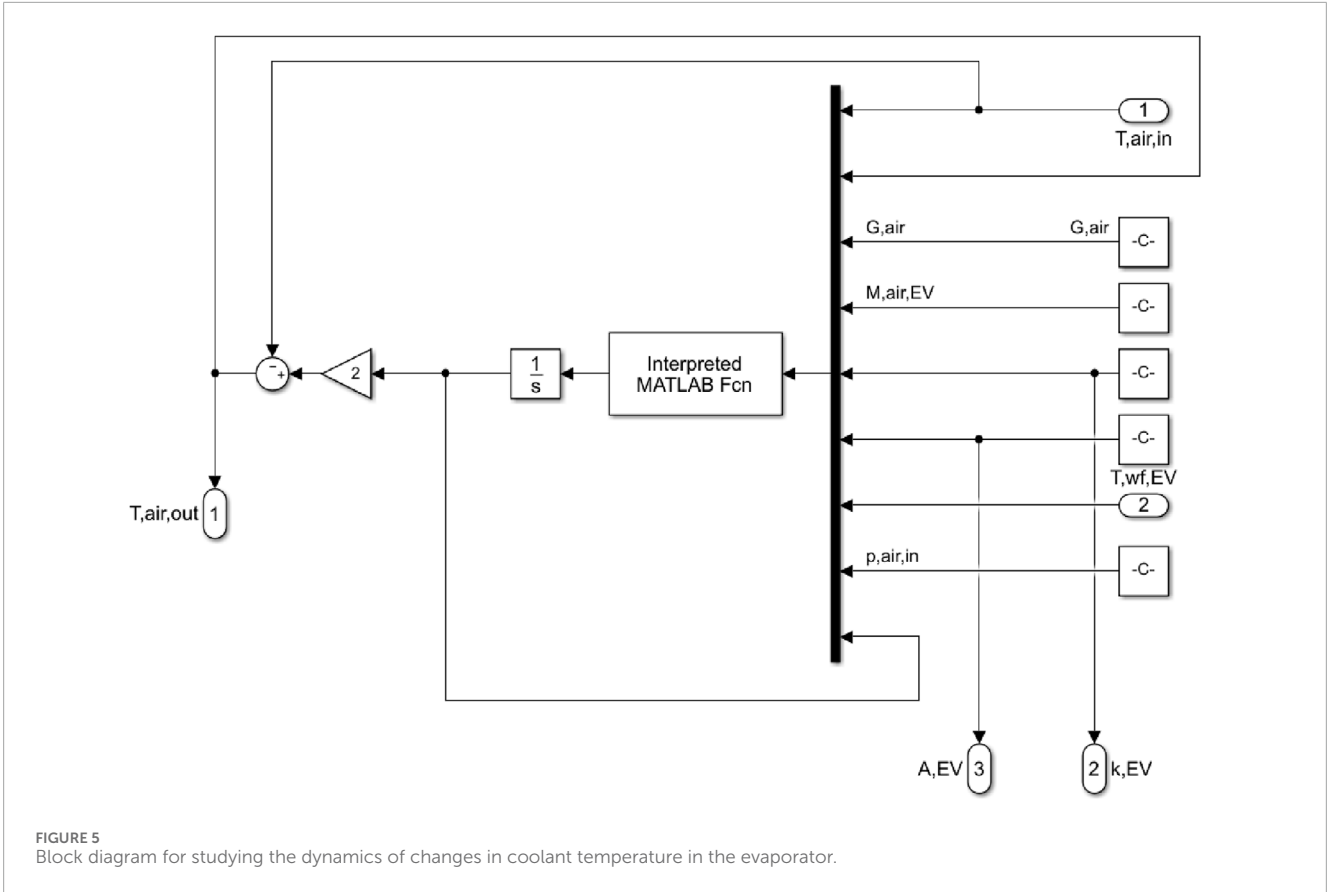 1
T,air,in
G,air
G,air
-C-
M,air,EV
-C-
2
1
s
Interpreted
MATLAB Fcn
-C-
-C-
T,wf,EV
2
T,air,out 1
p,air,in
-C-
A,EV 3
2 k,EV
- +
FIGURE 5
Block diagram for studying the dynamics of changes in coolant temperature in the evaporator.